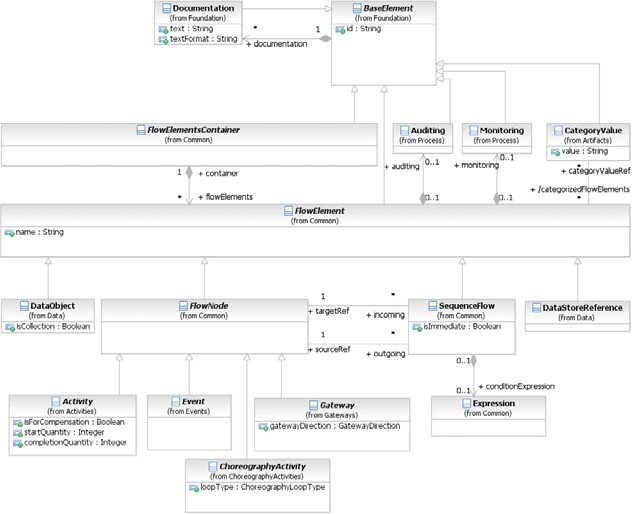 Documentation
(from Foundation)
text : String
textFormat : String
*
1
+ documentation
BaseElement
(from Foundation)
id : String
FlowElementsContainer
(from Common)
Auditing
(from Process)
Monitoring
(from Process)
CategoryValue
(from Artifacts)
value : String
1
+ container
+ auditing
0..1
+ monitoring
0..1
*
+ categoryValueRef
*
+ flowElements
0..1
0..1
+ /categorizedFlowElements
*
FlowElement
(from Common)
name : String
DataObject
(from Data)
isCollection : Boolean
FlowNode
(from Common)
1
*
+ targetRef
+ incoming
1
*
+ sourceRef
+ outgoing
SequenceFlow
(from Common)
isImmediate : Boolean
DataStoreReference
(from Data)
0..1
0..1
+ conditionExpression
Activity
(from Activities)
isForCompensation : Boolean
startQuantity : Integer
completionQuantity : Integer
Event
(from Events)
Gateway
(from Gateways)
gatewayDirection : GatewayDirection
Expression
(from Common)
ChoreographyActivity
(from ChoreographyActivities)
loopType : ChoreographyLoopType